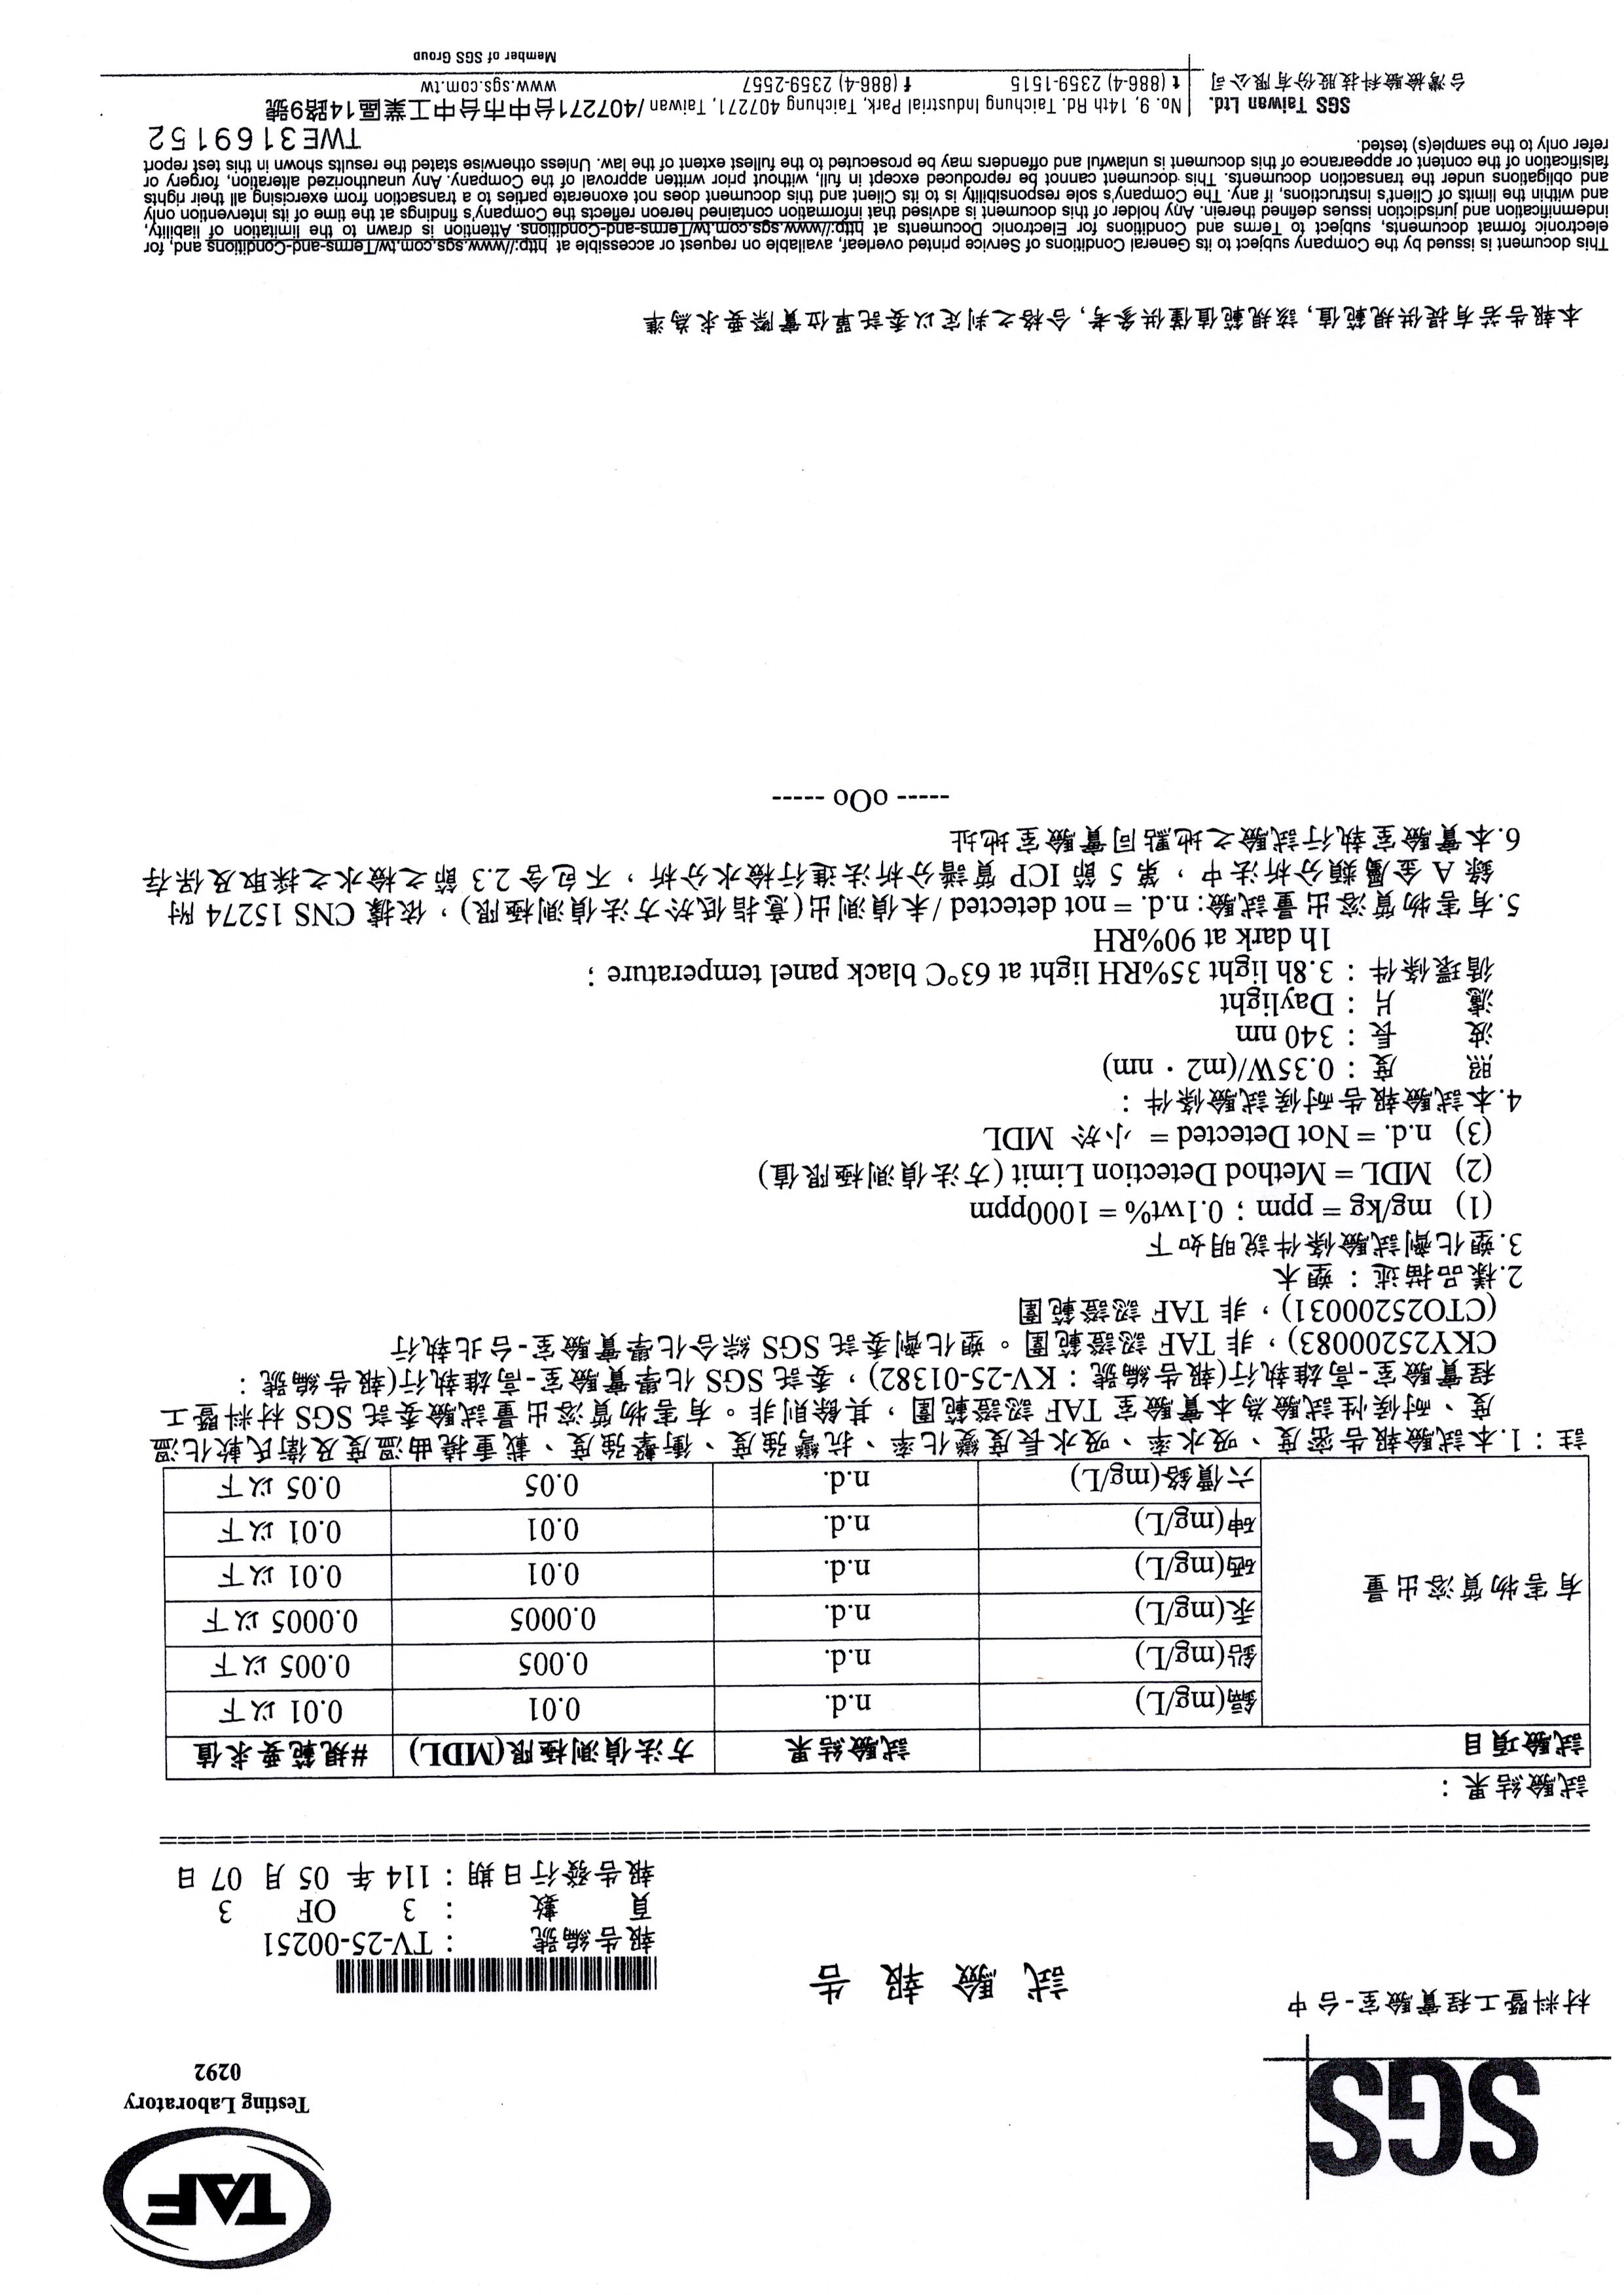 TAF
Testing Laboratory
0292
SGS
材料暨工程實驗室-台中
試驗報告
報告編號 : TV-25-00251
頁數 : 3 OF 3
報告發行日期:114 年 05 月 07 日
試驗結果:
試驗項目 試驗結果 方法偵測極限(MDL) #規範要求值
有害物質溶出量
鎘(mg/L) n.d. 0.01 0.01 以下
鉛(mg/L) n.d. 0.005 0.005 以下
汞(mg/L) n.d. 0.0005 0.0005 以下
硒(mg/L) n.d. 0.01 0.01 以下
砷(mg/L) n.d. 0.01 0.01 以下
六價鉻(mg/L) n.d. 0.05 0.05 以下
註:1.本試驗報告密度、吸水率、吸水長度變化率、抗彎強度、衝擊強度、載重撓曲溫度及衛氏軟化溫
度、耐候性試驗為本實驗室 TAF 認證範圍,其餘則非。有害物質溶出量試驗委託 SGS 材料暨工
程實驗室-高雄執行(報告編號:KV-25-01382),委託 SGS 化學實驗室-高雄執行(報告編號:
CKY25200083),非 TAF 認證範圍。塑化劑委託 SGS 綜合化學實驗室-台北執行
(CTO25200031),非 TAF 認證範圍
2.樣品描述:塑木
3.塑化劑試驗條件說明如下
(1) mg/kg = ppm;0.1wt% = 1000ppm
(2) MDL = Method Detection Limit (方法偵測極限值)
(3) n.d. = Not Detected = 小於 MDL
4.本試驗報告耐候試驗條件:
照度:0.35W/(m2・nm)
波長:340 nm
濾片:Daylight
循環條件:3.8h light 35%RH light at 63°C black panel temperature;
1h dark at 90%RH
5.有害物質溶出量試驗: n.d. = not detected /未偵測出(意指低於方法偵測極限),依據 CNS 15274 附
錄 A 金屬類分析法中,第 5 節 ICP 質譜分析法進行檢水分析,不包含 2.3 節之檢水之採取及保存
6.本實驗室執行試驗之地點同實驗室地址
----- oOo -----
本報告若有提供規範值,該規範值僅供參考,合格之判定以委託單位實際要求為準
This document is issued by the Company subject to its General Conditions of Service printed overleaf, available on request or accessible at http://www.sgs.com.tw/Terms-and-Conditions and, for
electronic format documents, subject to Terms and Conditions for Electronic Documents at http://www.sgs.com.tw/Terms-and-Conditions. Attention is drawn to the limitation of liability,
indemnification and jurisdiction issues defined therein. Any holder of this document is advised that information contained hereon reflects the Company's findings at the time of its intervention only
and within the limits of Client's instructions, if any. The Company's sole responsibility is to its Client and this document does not exonerate parties to a transaction from exercising all their rights
and obligations under the transaction documents. This document cannot be reproduced except in full, without prior written approval of the Company. Any unauthorized alteration, forgery or
falsification of the content or appearance of this document is unlawful and offenders may be prosecuted to the fullest extent of the law. Unless otherwise stated the results shown in this test report
refer only to the sample(s) tested.
TWE3169152
SGS Taiwan Ltd. No. 9, 14th Rd. Taichung Industrial Park, Taichung 407271, Taiwan /407271台中市台中工業區14路9號
台灣檢驗科技股份有限公司 t (886-4) 2359-1515 f (886-4) 2359-2557 www.sgs.com.tw
Member of SGS Group